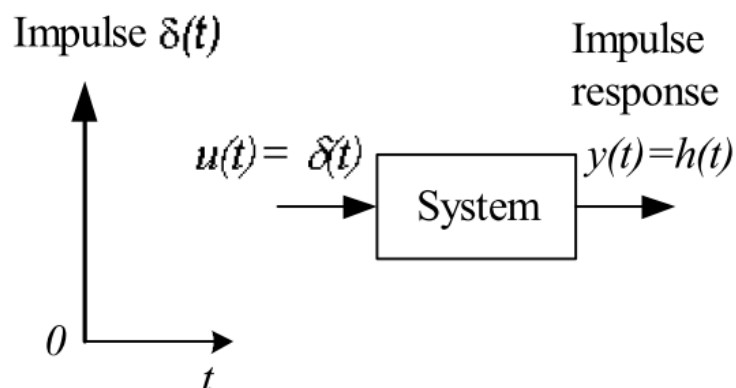 Impulse δ(t)
Impulse
response
u(t)= δ(t)
y(t)=h(t)
System
0
t